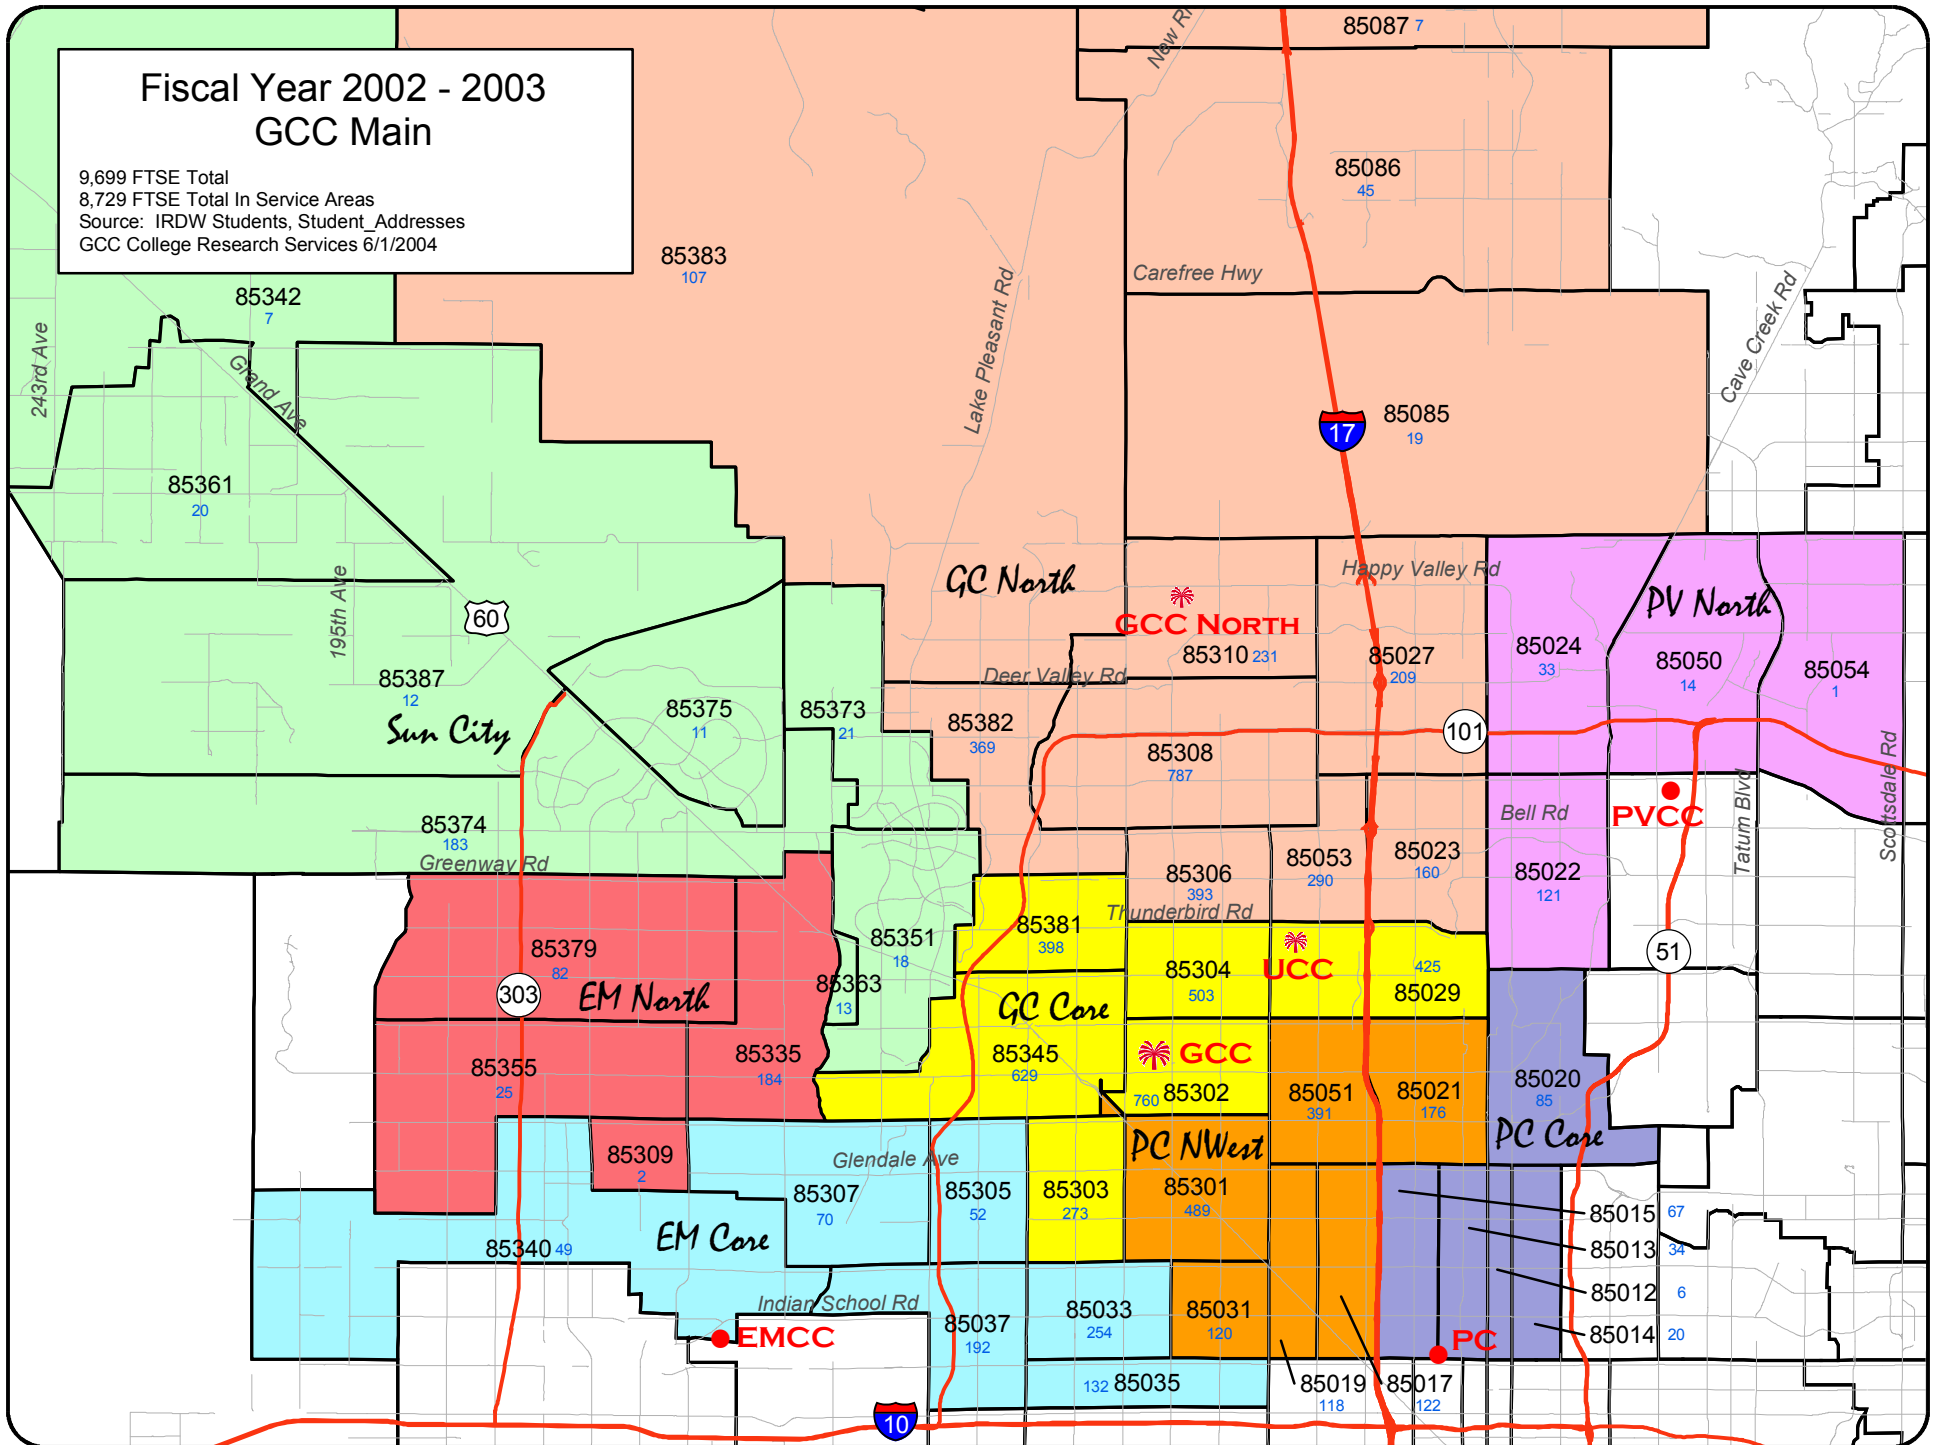 Fiscal Year 2002 - 2003
GCC Main
9,699 FTSE Total
8,729 FTSE Total In Service Areas
Source: IRDW Students, Student_Addresses
GCC College Research Services 6/1/2004
85087 7
85086
45
85383
107
Carefree Hwy
85342
7
243rd Ave
Grand Ave
Lake Pleasant Rd
Cave Creek Rd
17
85085
19
85361
20
195th Ave
60
GC North
Happy Valley Rd
PV North
GCC NORTH
85310 231
85027
209
85024
33
85050
14
85054
1
Deer Valley Rd
85387
12
Sun City
85375
11
85373
21
85382
369
101
85308
787
PVCC
Bell Rd
Tatum Blvd
Scottsdale Rd
85374
183
Greenway Rd
85306
393
85053
290
85023
160
85022
121
Thunderbird Rd
85381
398
85379
82
85351
18
UCC
51
85304
503
425
85029
303
EM North
85363
13
GC Core
85355
25
85335
184
85345
629
GCC
760 85302
85051
391
85021
176
85020
85
PC Core
PC NWest
85309
2
Glendale Ave
85307
70
85305
52
85303
273
85301
489
85015 67
85013 34
85012 6
85014 20
85340 49
EM Core
Indian School Rd
EMCC
85037
192
85033
254
85031
120
PC
132 85035
85019
118
85017
122
10